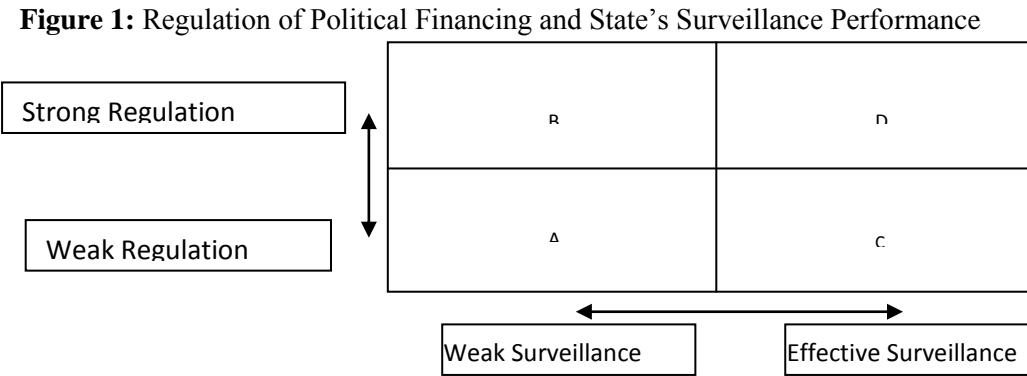 Figure 1: Regulation of Political Financing and State's Surveillance Performance
Strong Regulation
B
D
Weak Regulation
A
C
Weak Surveillance
Effective Surveillance